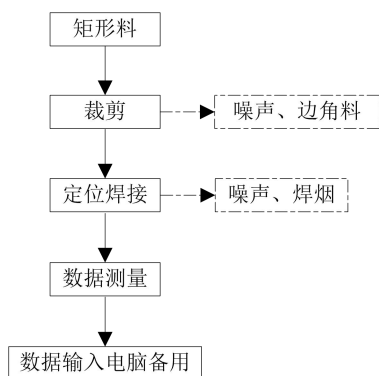 矩形料
裁剪
噪声、边角料
定位焊接
噪声、焊烟
数据测量
数据输入电脑备用